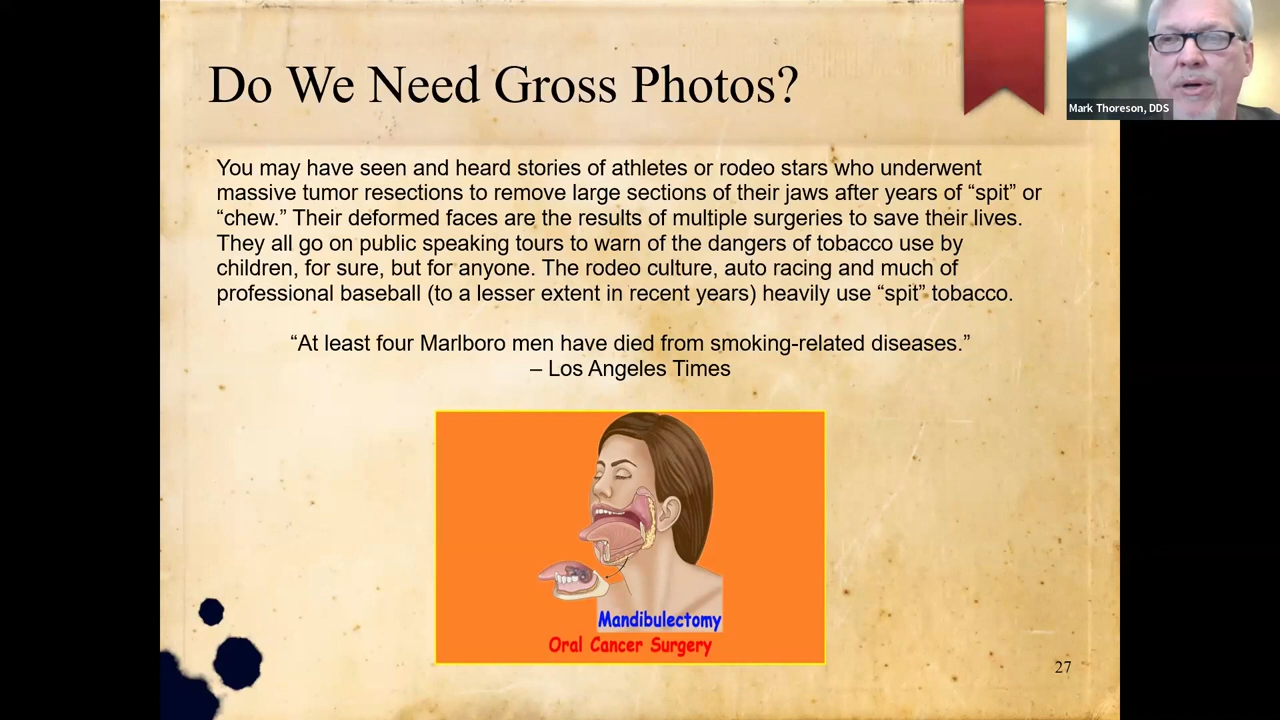 Do We Need Gross Photos?
Mark Thoreson, DDS
You may have seen and heard stories of athletes or rodeo stars who underwent
massive tumor resections to remove large sections of their jaws after years of “spit” or
“chew.” Their deformed faces are the results of multiple surgeries to save their lives.
They all go on public speaking tours to warn of the dangers of tobacco use by
children, for sure, but for anyone. The rodeo culture, auto racing and much of
professional baseball (to a lesser extent in recent years) heavily use “spit” tobacco.
“At least four Marlboro men have died from smoking-related diseases.”
– Los Angeles Times
Mandibulectomy
Oral Cancer Surgery
27